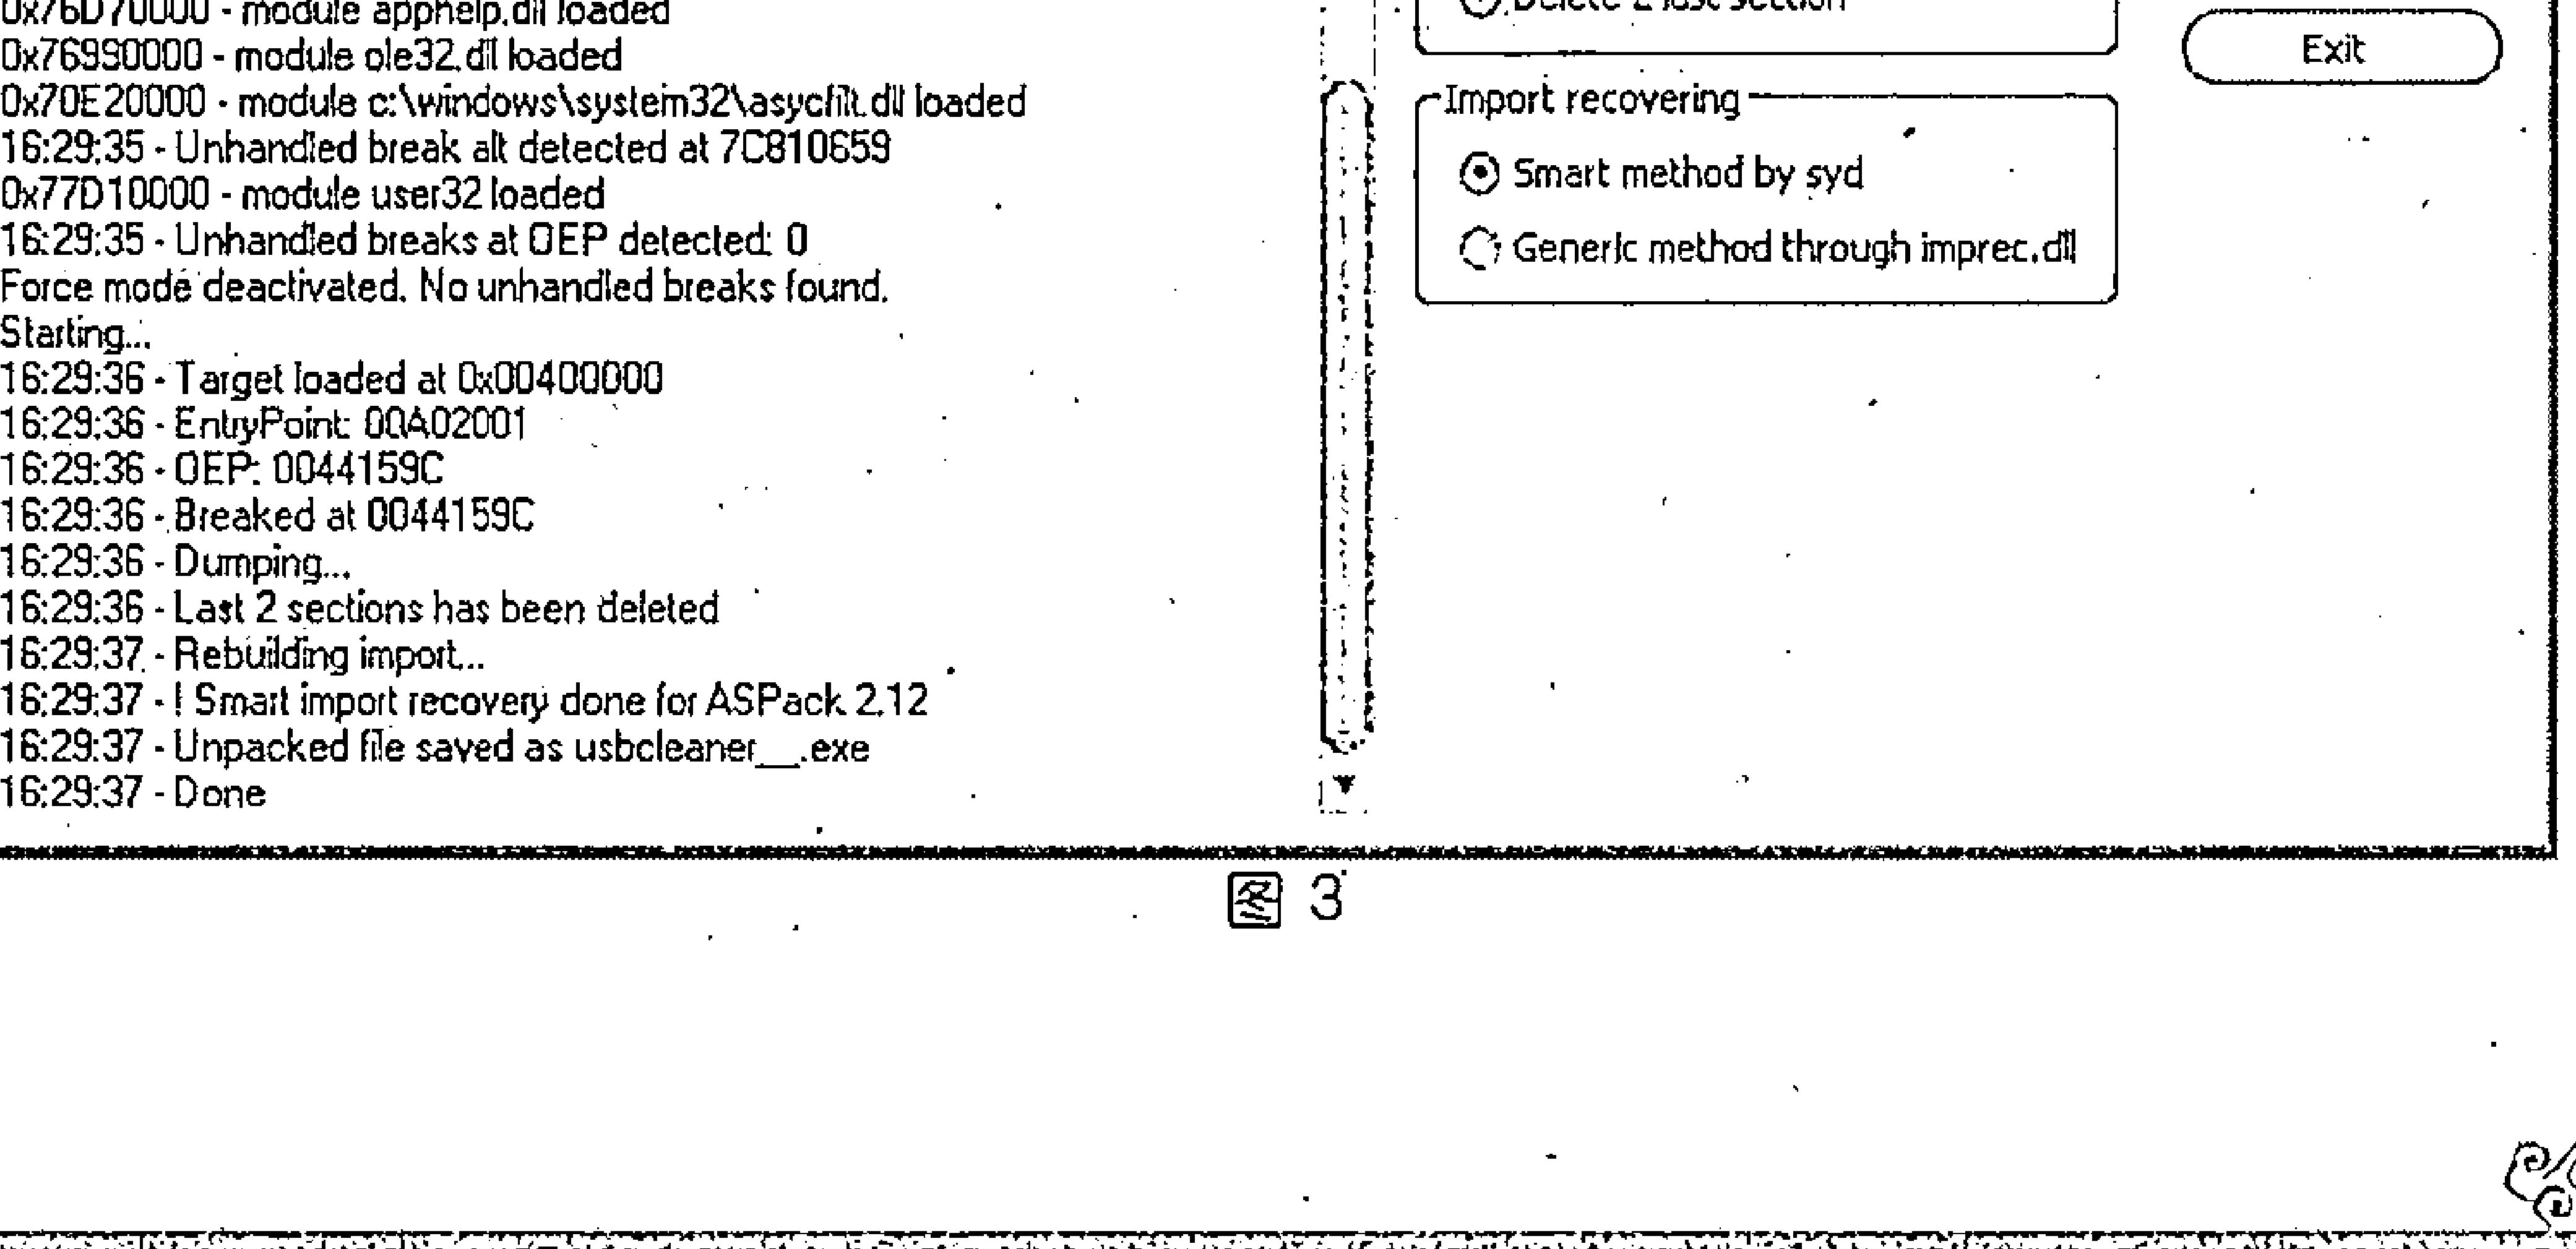 0x76D70000 - module apphelp.dll loaded
0x76990000 - module ole32.dll loaded
0x70E20000 - module c:\windows\system32\asycfilt.dll loaded
16:29:35 - Unhandled break alt detected at 7C810659
0x77D10000 - module user32 loaded
16:29:35 - Unhandled breaks at OEP detected: 0
Force mode deactivated. No unhandled breaks found.
Starting...
16:29:36 - Target loaded at 0x00400000
16:29:36 - EntryPoint: 00A02001
16:29:36 - OEP: 0044159C
16:29:36 - Breaked at 0044159C
16:29:36 - Dumping...
16:29:36 - Last 2 sections has been deleted
16:29:37 - Rebuilding import...
16:29:37 - ! Smart import recovery done for ASPack 2.12
16:29:37 - Unpacked file saved as usbcleaner__.exe
16:29:37 - Done
Delete 2 last section
Exit
Import recovering
Smart method by syd
Generic method through imprec.dll
图 3